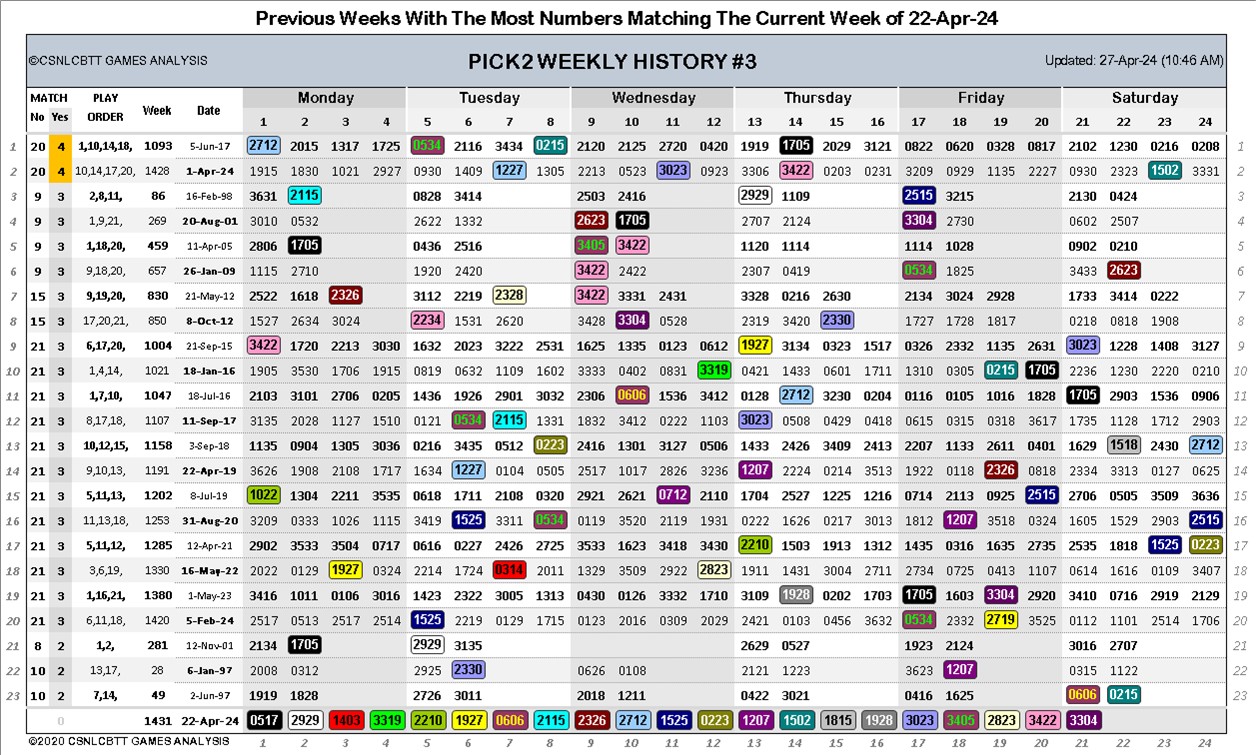 Previous Weeks With The Most Numbers Matching The Current Week of 22-Apr-24
©CSNLCBTT GAMES ANALYSIS PICK2 WEEKLY HISTORY #3 Updated: 27-Apr-24 (10:46 AM)
MATCH PLAY Week Date Monday Tuesday Wednesday Thursday Friday Saturday
No Yes ORDER 1 2 3 4 5 6 7 8 9 10 11 12 13 14 15 16 17 18 19 20 21 22 23 24
1 20 4 1,10,14,18, 1093 5-Jun-17 2712 2015 1317 1725 0534 2116 3434 0215 2120 2125 2720 0420 1919 1705 2029 3121 0822 0620 0328 0817 2102 1230 0216 0208 1
2 20 4 10,14,17,20, 1428 1-Apr-24 1915 1830 1021 2927 0930 1409 1227 1305 2213 0523 3023 0923 3306 3422 0203 0231 3209 0929 1135 2227 0930 2323 1502 3331 2
3 9 3 2,8,11, 86 16-Feb-98 3631 2115 0828 3414 2503 2416 2929 1109 2515 3215 2130 0424 3
4 9 3 1,9,21, 269 20-Aug-01 3010 0532 2622 1332 2623 1705 2707 2124 3304 2730 0602 2507 4
5 9 3 1,18,20, 459 11-Apr-05 2806 1705 0436 2516 3405 3422 1120 1114 1114 1028 0902 0210 5
6 9 3 9,18,20, 657 26-Jan-09 1115 2710 1920 2420 3422 2422 2307 0419 0534 1825 3433 2623 6
7 15 3 9,19,20, 830 21-May-12 2522 1618 2326 3112 2219 2328 3422 3331 2431 3328 0216 2630 2134 3024 2928 1733 3414 0222 7
8 15 3 17,20,21, 850 8-Oct-12 1527 2634 3024 2234 1531 2620 3428 3304 0528 2319 3420 2330 1727 1728 1817 0218 0818 1908 8
9 21 3 6,17,20, 1004 21-Sep-15 3422 1720 2213 4030 1632 2023 3222 2531 1625 1335 0123 0612 1927 3134 0323 1517 0326 2332 1135 2631 3023 1228 1408 3127 9
10 21 3 1,4,14, 1021 18-Jan-16 1905 3530 1706 1915 0819 0632 1109 1602 3333 0402 0831 3319 0421 1433 0601 1711 1310 0305 0215 1705 2236 1230 2220 0210 10
11 21 3 1,7,10, 1047 18-Jul-16 2103 3101 2706 0205 1436 1926 2901 3032 2306 0606 1536 3412 0128 2712 3230 0204 0116 0105 1016 1828 1705 2903 1536 0906 11
12 21 3 8,17,18, 1107 11-Sep-17 3135 2028 1127 1510 0121 0534 2115 1331 1832 3412 0222 1103 3023 0508 0429 0418 0615 0315 0318 3617 1735 1128 1712 2903 12
13 21 3 10,12,15, 1158 3-Sep-18 1135 0904 1305 3036 0216 3435 0512 0223 2416 1301 3127 0506 1433 2426 3409 2413 2207 1133 2611 0401 1629 1518 2430 2712 13
14 21 3 9,10,13, 1191 22-Apr-19 3626 1908 2108 1717 1634 1227 0104 0505 2517 1017 2826 3236 1207 2224 0214 3513 1922 0118 2326 0818 2334 3313 0127 0625 14
15 21 3 5,11,13, 1202 8-Jul-19 1022 1304 2211 3535 0618 1711 2108 0320 2921 2621 0712 2110 1704 2527 1225 1216 0714 2113 0925 2515 2706 0505 3509 3636 15
16 21 3 11,13,18, 1253 31-Aug-20 3209 0333 1026 1115 3419 1525 3311 0534 0119 3520 2119 1931 0222 1626 0217 3013 1812 1207 3518 0324 1605 1529 2903 2515 16
17 21 3 5,11,12, 1285 12-Apr-21 2902 3533 3504 0717 0616 0227 2426 2725 3533 1623 3418 3430 2210 1503 1913 1312 1435 0316 1635 2735 2535 1818 1525 0223 17
18 21 3 3,6,19, 1330 16-May-22 2022 0129 1927 0324 2214 1724 0314 2011 1329 3509 2922 2823 1911 1431 3004 2711 2734 0725 0413 1107 0614 1616 0109 3407 18
19 21 3 1,16,21, 1380 1-May-23 3416 1011 0106 3016 1423 2322 3005 1313 0430 0126 3332 1710 3109 1928 0202 1703 1705 1603 3304 2920 3410 0716 2919 2129 19
20 21 3 6,11,18, 1420 5-Feb-24 2517 2513 2517 2914 1525 2219 0129 1715 0123 2016 0309 2029 2421 0103 0456 3632 0534 2332 2719 3525 0112 1101 2514 1706 20
21 8 2 1,2, 281 12-Nov-01 2134 1705 2929 3135 2629 0527 1923 2124 3016 2707 21
22 10 2 13,17, 28 6-Jan-97 2008 0312 2925 2330 0626 0108 2121 1223 3623 1207 0315 1122 22
23 10 2 7,14, 49 2-Jun-97 1919 1828 2726 3011 2018 1211 0422 3021 0416 1625 0606 0215 23
0 1431 22-Apr-24 0517 2929 1403 3319 2210 1927 0606 2115 2326 2712 1525 0223 1207 1502 1815 1928 3023 3405 2823 3422 3304
©2020 CSNLCBTT GAMES ANALYSIS 1 2 3 4 5 6 7 8 9 10 11 12 13 14 15 16 17 18 19 20 21 22 23 24